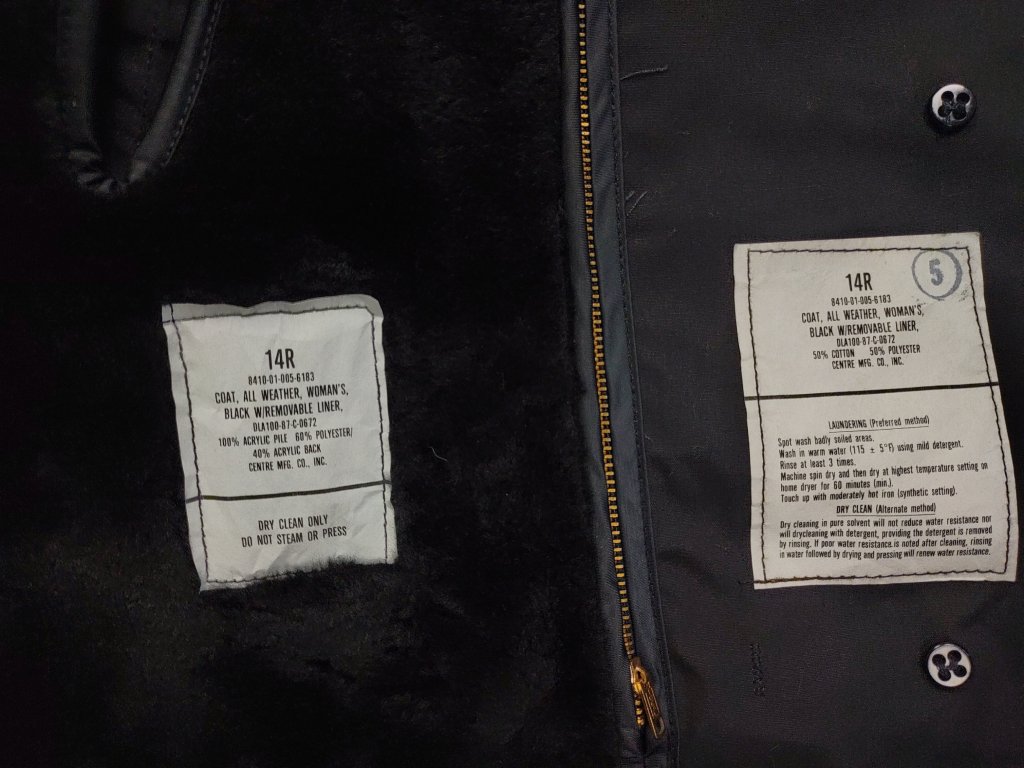 14R
8410-01-005-6183
COAT, ALL WEATHER, WOMAN'S,
BLACK W/REMOVABLE LINER,
DLA100-87-C-0672
100% ACRYLIC PILE 60% POLYESTER/
40% ACRYLIC BACK
CENTRE MFG. CO., INC.
DRY CLEAN ONLY
DO NOT STEAM OR PRESS
5
14R
8410-01-005-6183
COAT, ALL WEATHER, WOMAN'S,
BLACK W/REMOVABLE LINER,
DLA100-87-C-0672
50% COTTON 50% POLYESTER
CENTRE MFG. CO., INC.
LAUNDERING (Preferred method)
Spot wash badly soiled areas.
Wash in warm water (115 ± 5°F) using mild detergent.
Rinse at least 3 times.
Machine spin dry and then dry at highest temperature setting on
home dryer for 60 minutes (min.).
Touch up with moderately hot iron (synthetic setting).
DRY CLEAN (Alternate method)
Dry cleaning in pure solvent will not reduce water resistance nor
will drycleaning with detergent, providing the detergent is removed
by rinsing. If poor water resistance is noted after cleaning, rinsing
in water followed by drying and pressing will renew water resistance.